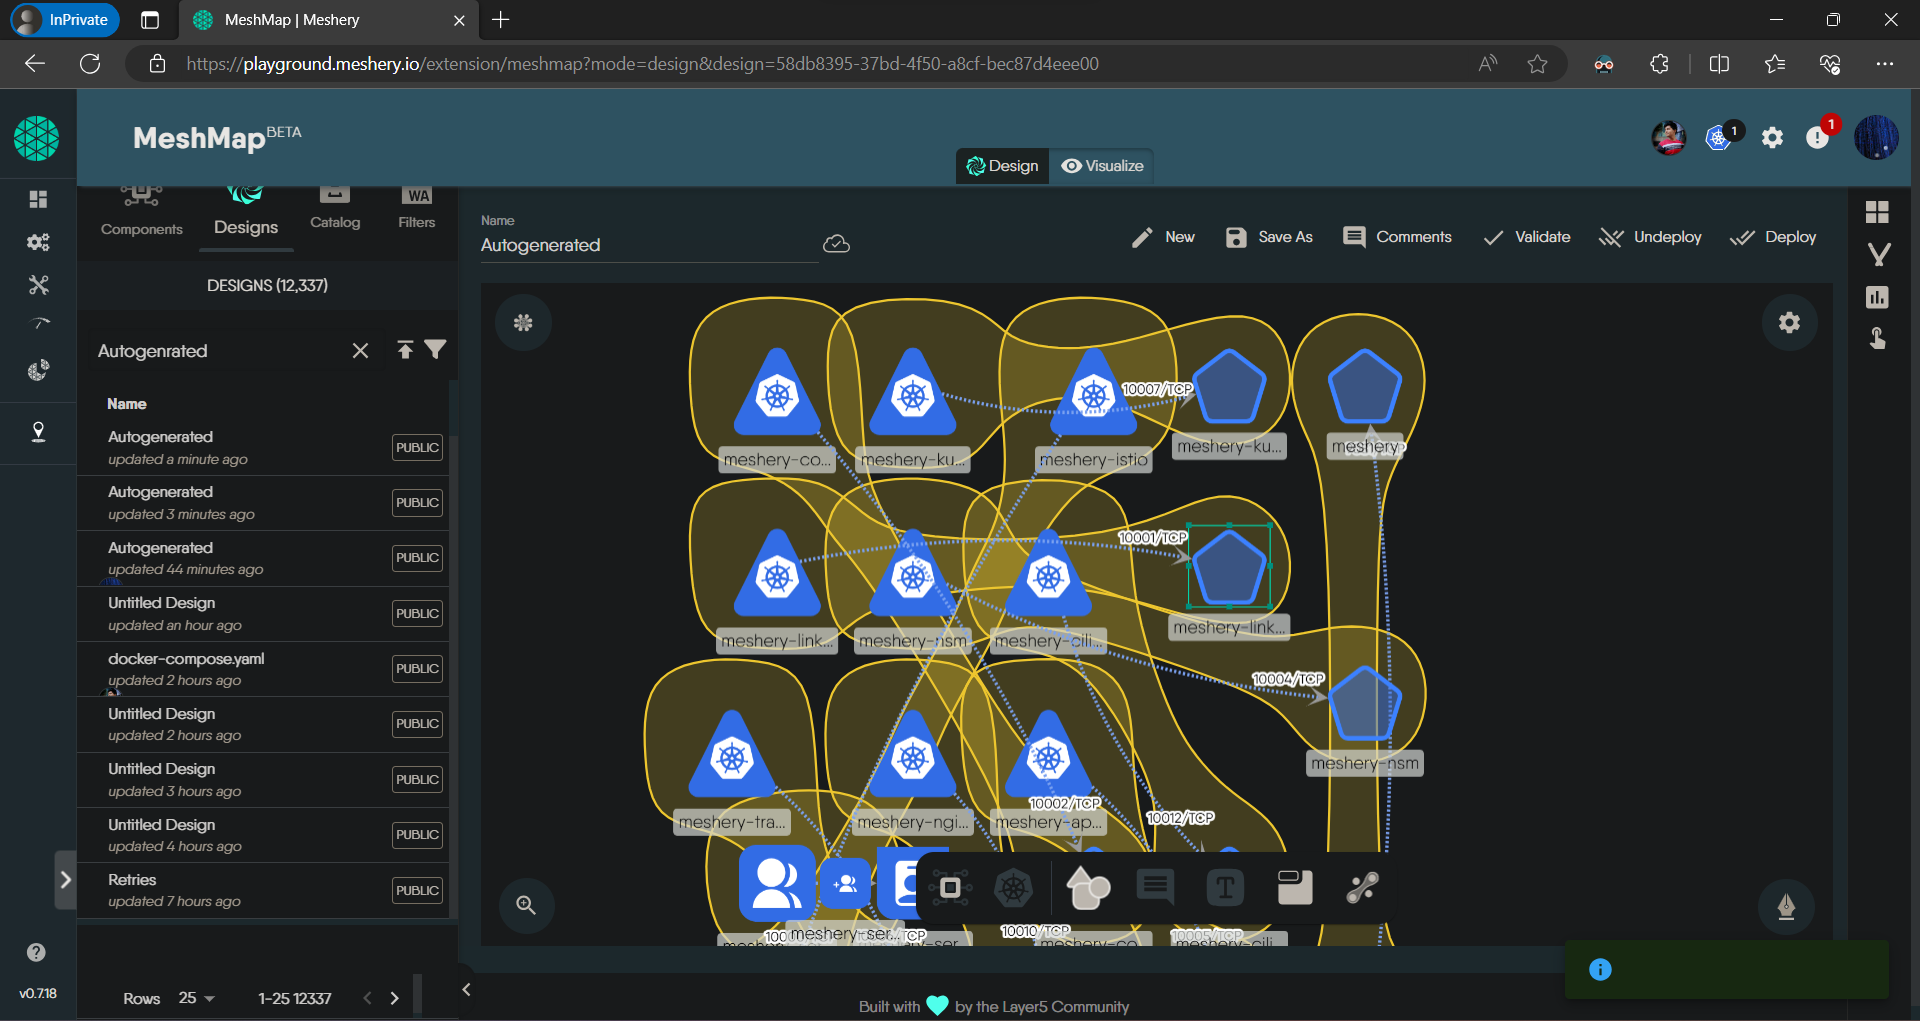 InPrivate
MeshMap | Meshery
https://playground.meshery.io/extension/meshmap?mode=design&design=58db8395-37bd-4f50-a8cf-bec87d4eee00
MeshMap BETA
1
1
Design
Visualize
Components
Designs
Catalog
WA
Filters
Name
Autogenerated
New
Save As
Comments
Validate
Undeploy
Deploy
DESIGNS (12,337)
Autogenrated
Name
Autogenerated
updated a minute ago
PUBLIC
Autogenerated
updated 3 minutes ago
PUBLIC
Autogenerated
updated 44 minutes ago
PUBLIC
Untitled Design
updated an hour ago
PUBLIC
docker-compose.yaml
updated 2 hours ago
PUBLIC
Untitled Design
updated 2 hours ago
PUBLIC
Untitled Design
updated 3 hours ago
PUBLIC
Untitled Design
updated 4 hours ago
PUBLIC
Retries
updated 7 hours ago
PUBLIC
Rows 25
1-25 12337
v0.7.18
10007/TCP
meshery-co...
meshery-ku...
meshery-istio
meshery-ku...
meshery
10001/TCP
meshery-link...
meshery-nsm
meshery-cili...
meshery-link...
10004/TCP
meshery-nsm
10002/TCP
10012/TCP
meshery-tra...
meshery-ngi...
meshery-ap...
T
meshery-ser...
TCP
10010/TCP
10005/TCP
meshery-co
meshery-cili
Built with by the Layer5 Community